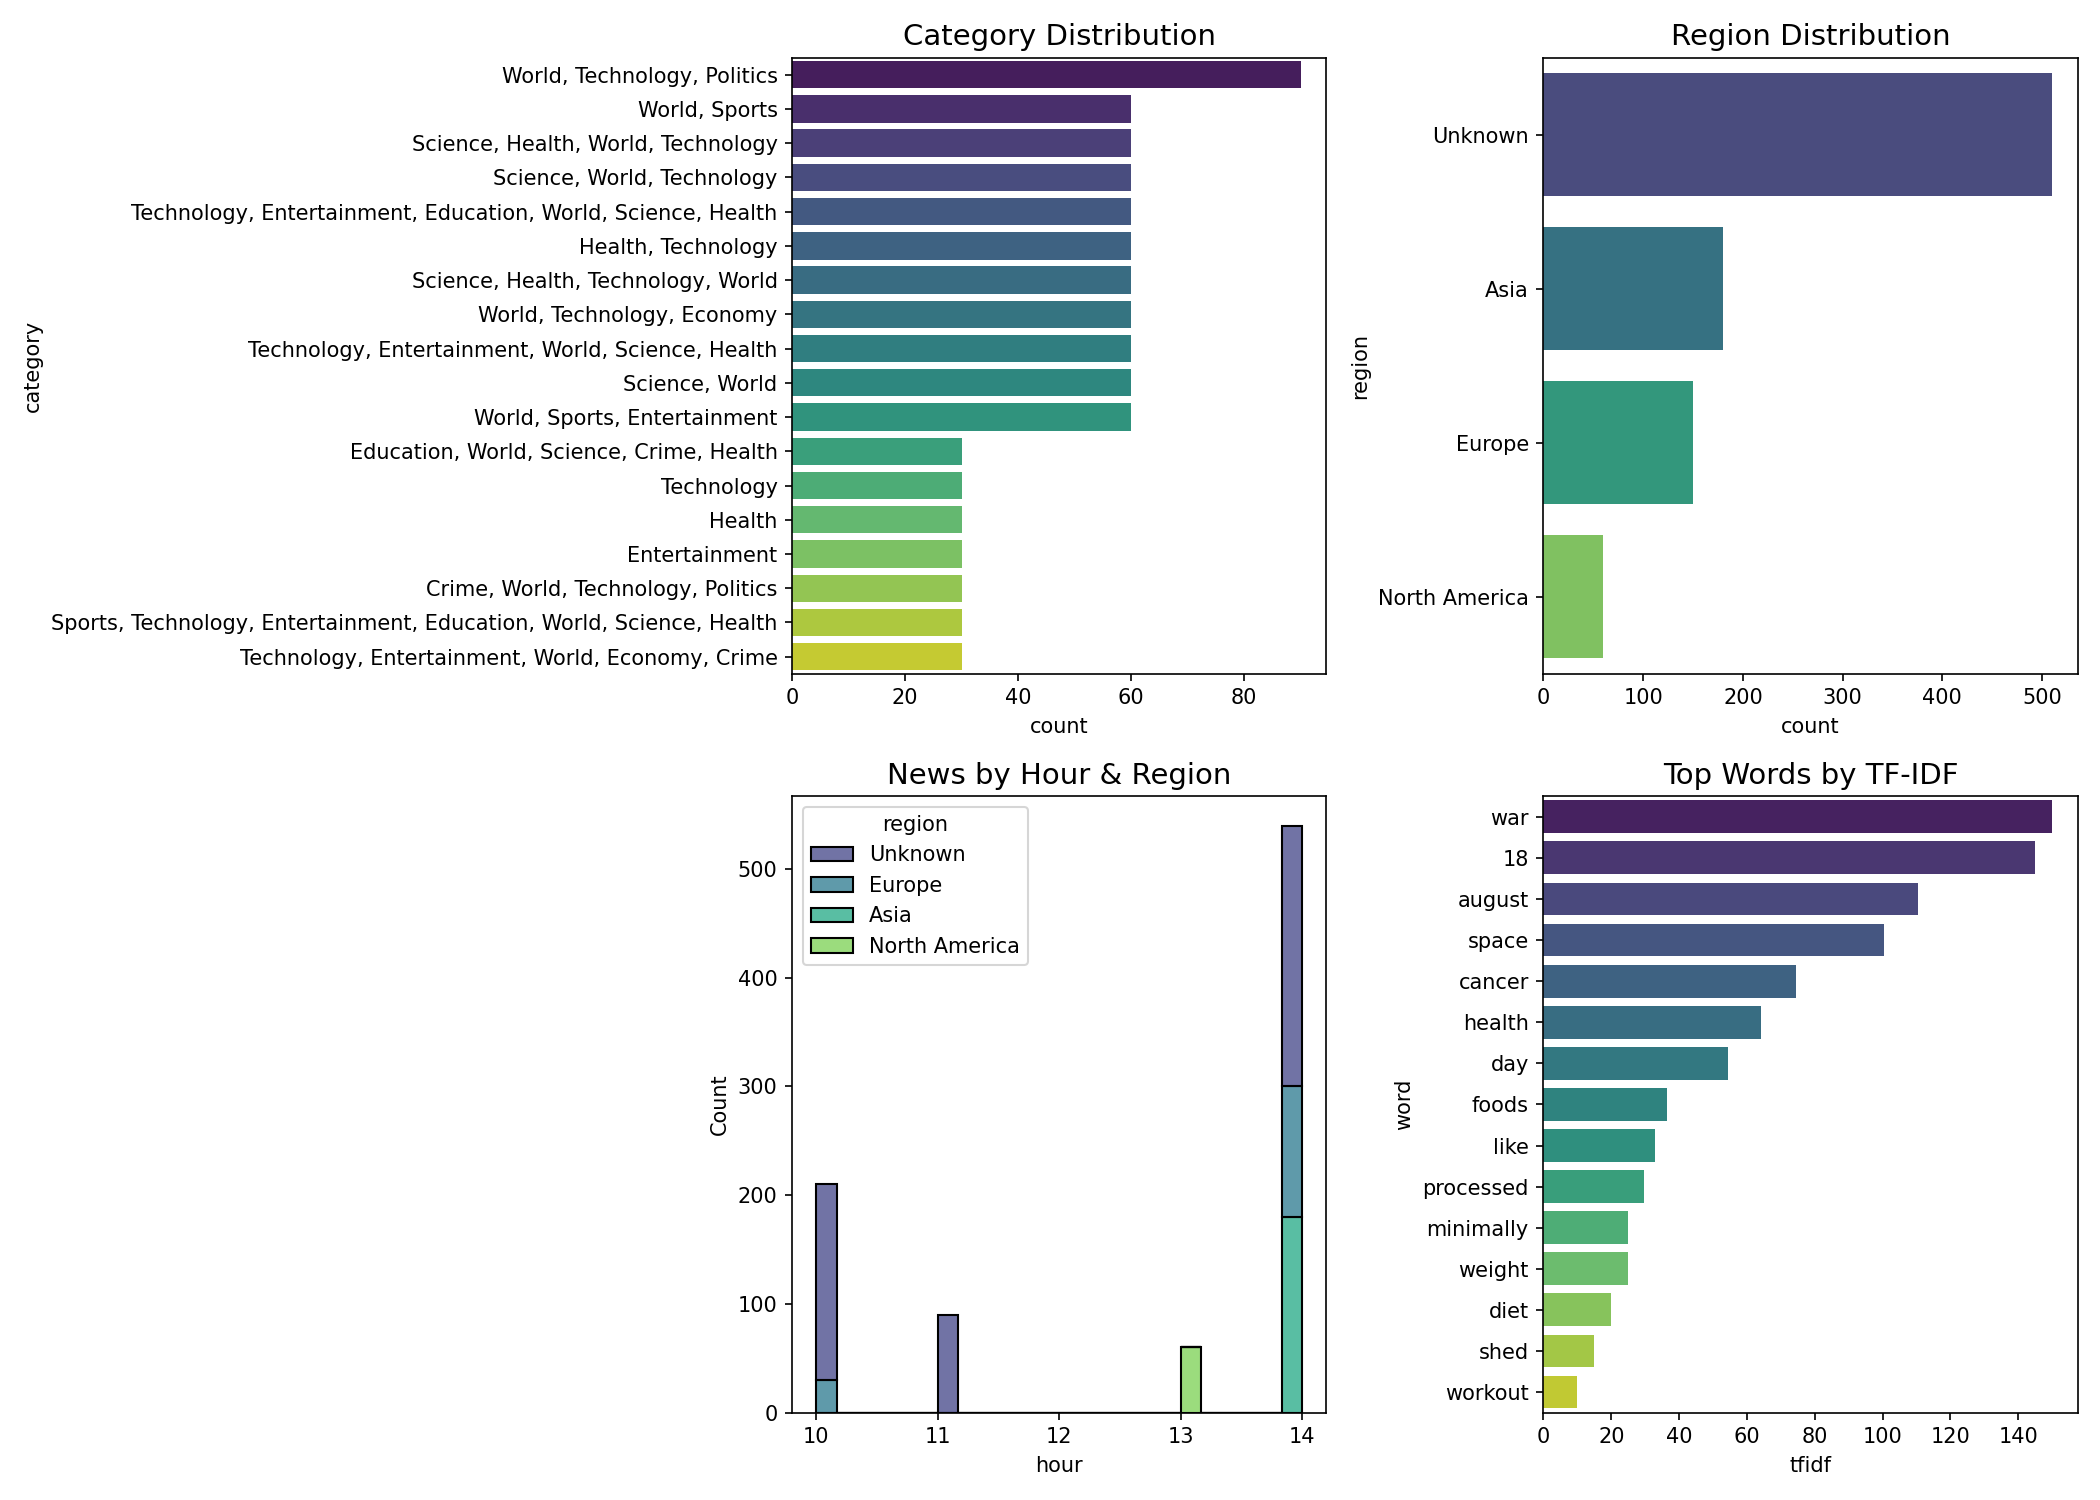 Category Distribution
category
World, Technology, Politics
World, Sports
Science, Health, World, Technology
Science, World, Technology
Technology, Entertainment, Education, World, Science, Health
Health, Technology
Science, Health, Technology, World
World, Technology, Economy
Technology, Entertainment, World, Science, Health
Science, World
World, Sports, Entertainment
Education, World, Science, Crime, Health
Technology
Health
Entertainment
Crime, World, Technology, Politics
Sports, Technology, Entertainment, Education, World, Science, Health
Technology, Entertainment, World, Economy, Crime
0 20 40 60 80
count
Region Distribution
region
Unknown
Asia
Europe
North America
0 100 200 300 400 500
count
News by Hour & Region
Count
500
400
300
200
100
0
region
Unknown
Europe
Asia
North America
10 11 12 13 14
hour
Top Words by TF-IDF
word
war
18
august
space
cancer
health
day
foods
like
processed
minimally
weight
diet
shed
workout
0 20 40 60 80 100 120 140
tfidf